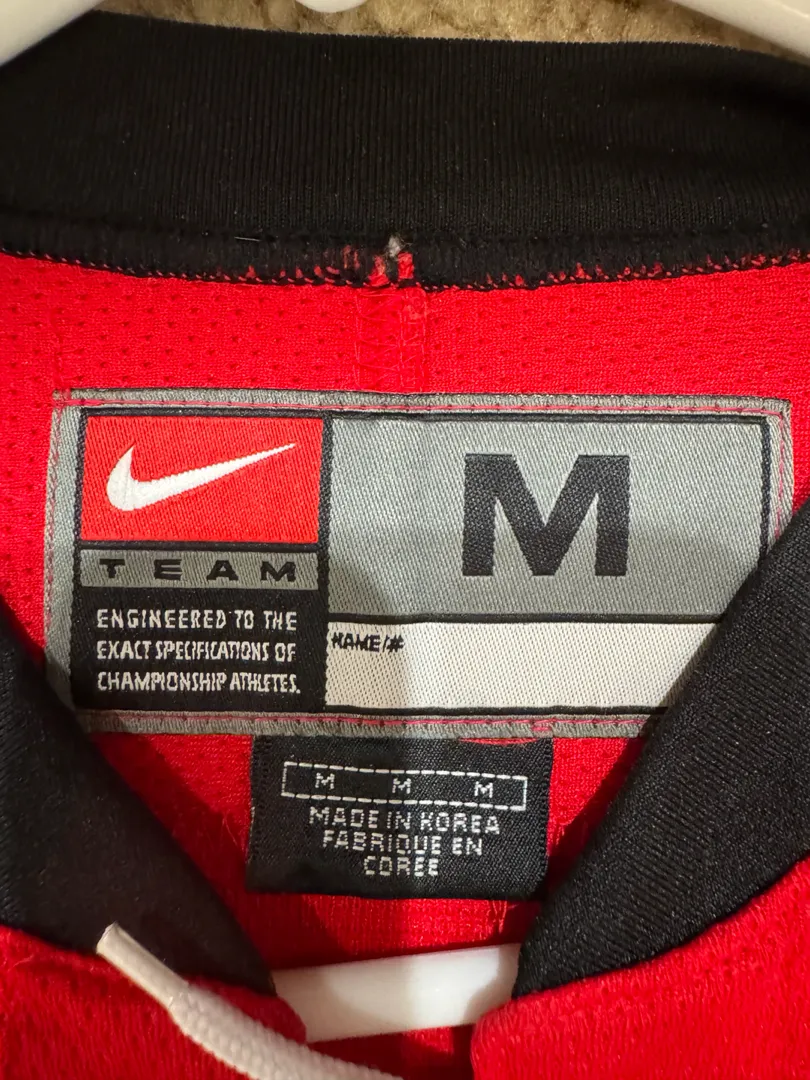 M
TEAM
ENGINEERED TO THE
EXACT SPECIFICATIONS OF
CHAMPIONSHIP ATHLETES.
NAME/#
M M M
MADE IN KOREA
FABRIQUE EN
COREE